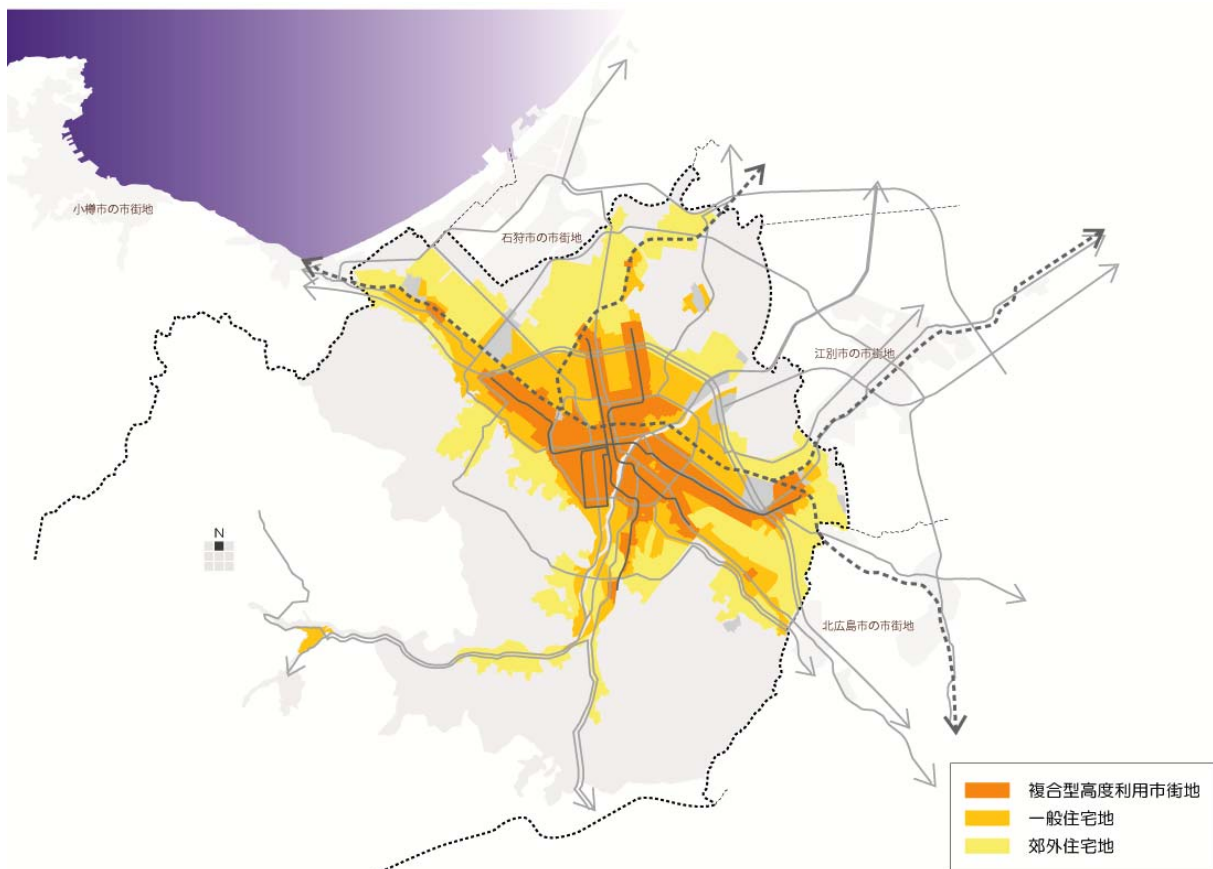 小樽市の市街地
石狩市の市街地
江別市の市街地
N
北広島市の市街地
複合型高度利用市街地
一般住宅地
郊外住宅地